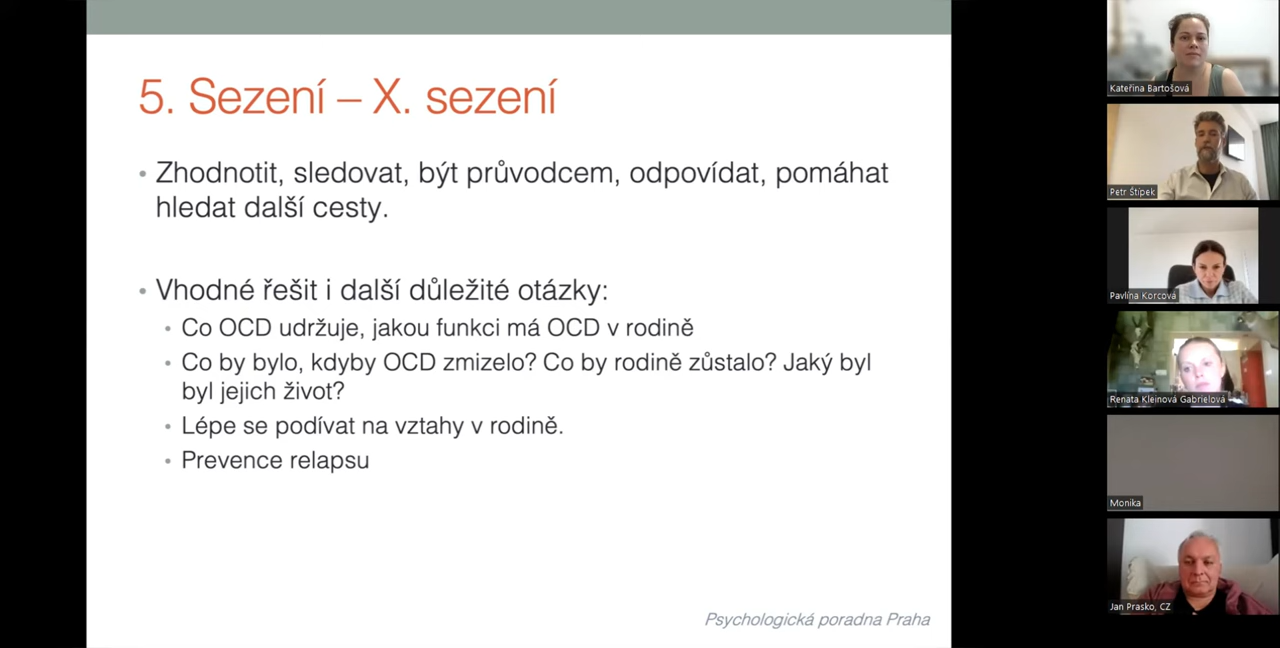 5. Sezení – X. sezení
• Zhodnotit, sledovat, být průvodcem, odpovídat, pomáhat
hledat další cesty.
• Vhodné řešit i další důležité otázky:
• Co OCD udržuje, jakou funkci má OCD v rodině
• Co by bylo, kdyby OCD zmizelo? Co by rodině zůstalo? Jaký byl
byl jejich život?
• Lépe se podívat na vztahy v rodině.
• Prevence relapsu
Psychologická poradna Praha
Kateřina Bartošová
Petr Štípek
Pavlína Korcová
Renata Kleinová Gabrielová
Monika
Jan Prasko, CZ